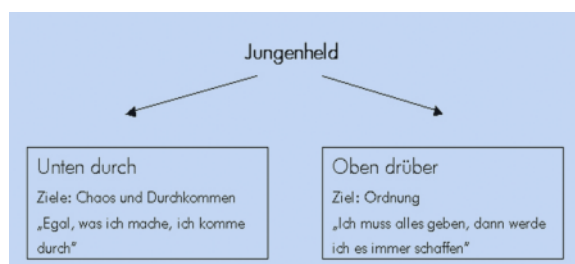 Jungenheld
Unten durch
Ziele: Chaos und Durchkommen
„Egal, was ich mache, ich komme
durch“
Oben drüber
Ziel: Ordnung
„Ich muss alles geben, dann werde
ich es immer schaffen“